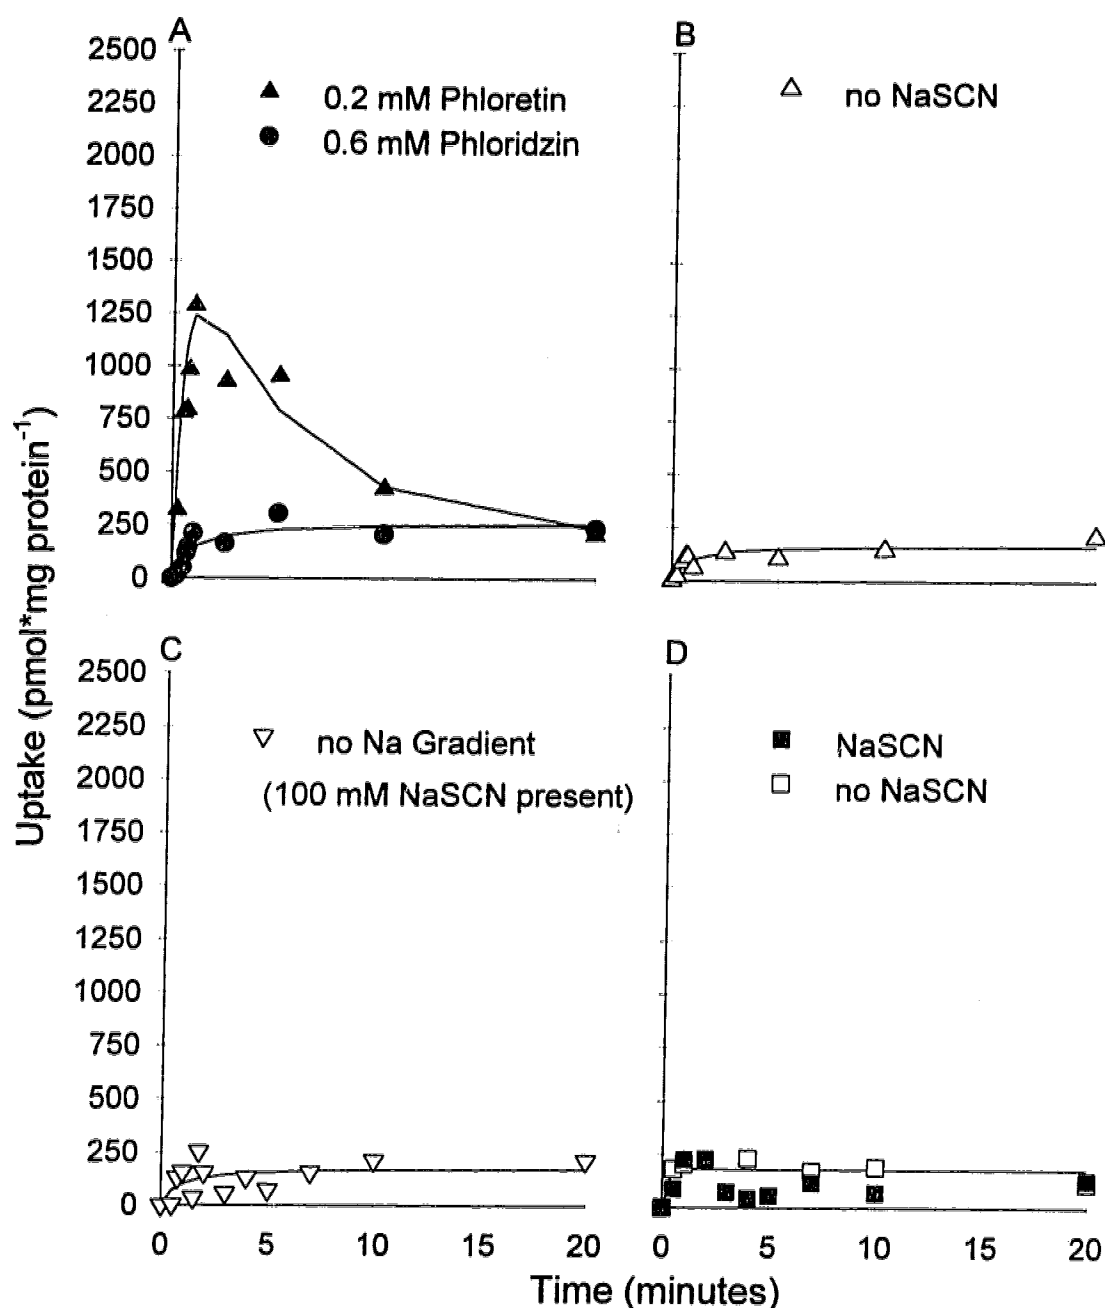 A
2500
2250
2000
1750
1500
1250
1000
750
500
250
0
0.2 mM Phloretin
0.6 mM Phloridzin
B
no NaSCN
Uptake (pmol*mg protein⁻¹)
C
2500
2250
2000
1750
1500
1250
1000
750
500
250
0
no Na Gradient
(100 mM NaSCN present)
0 5 10 15 20
D
NaSCN
no NaSCN
0 5 10 15 20
Time (minutes)